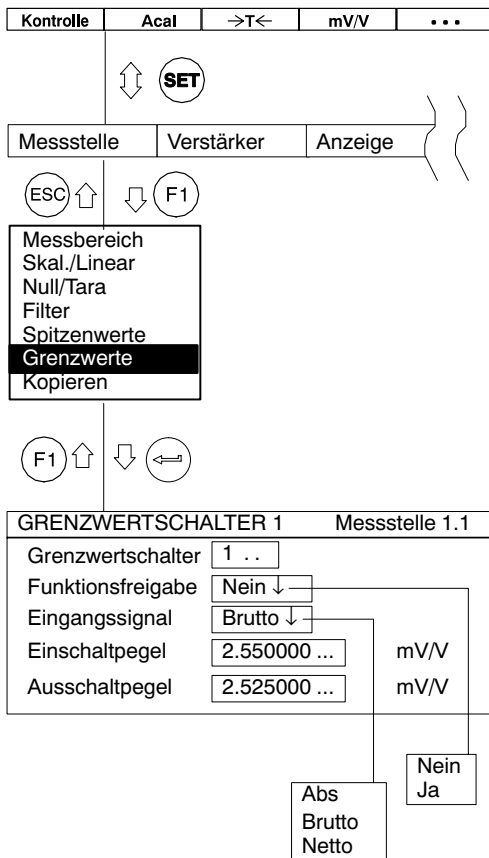 Kontrolle Acal →T← mV/V • • •
SET
Messstelle Verstärker Anzeige
ESC F1
Messbereich
Skal./Linear
Null/Tara
Filter
Spitzenwerte
Grenzwerte
Kopieren
F1
GRENZWERTSCHALTER 1 Messstelle 1.1
Grenzwertschalter 1 . .
Funktionsfreigabe Nein ↓
Eingangssignal Brutto ↓
Einschaltpegel 2.550000 ... mV/V
Ausschaltpegel 2.525000 ... mV/V
Nein
Ja
Abs
Brutto
Netto